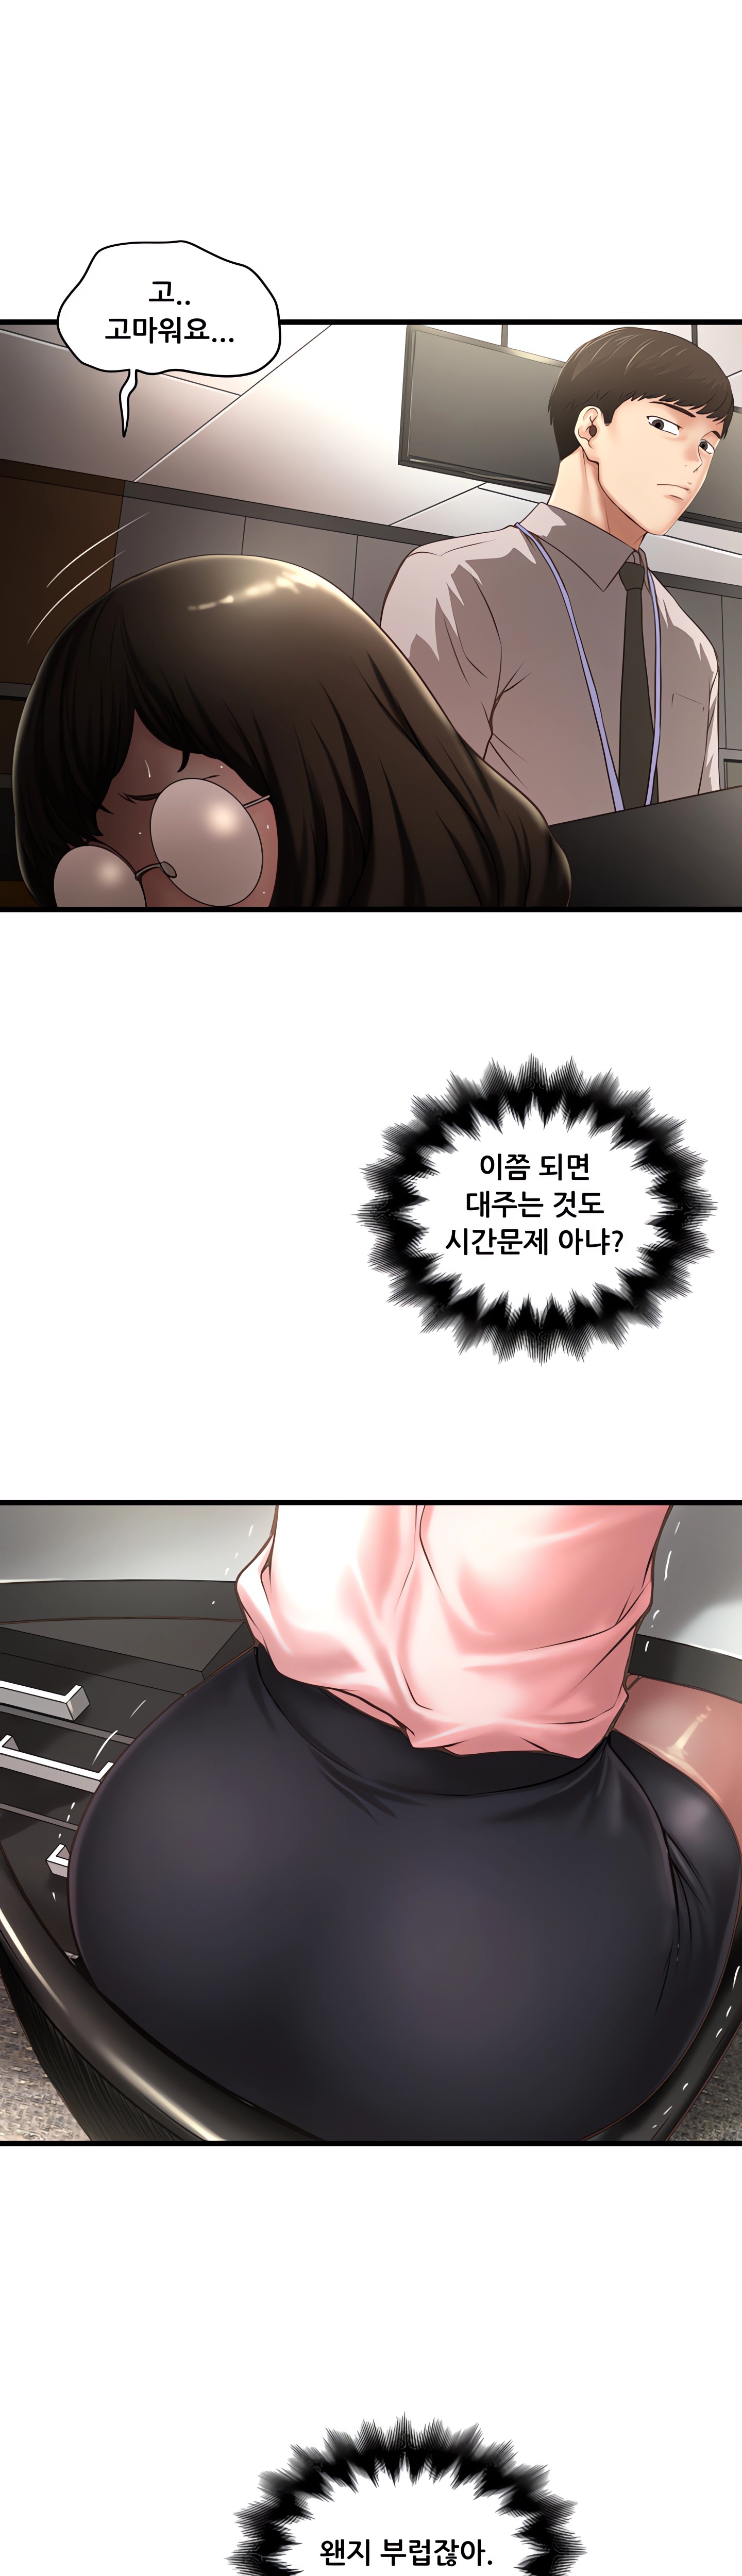 고..
고마워요...
이쯤 되면
대주는 것도
시간문제 아냐?
왠지 부럽잖아.